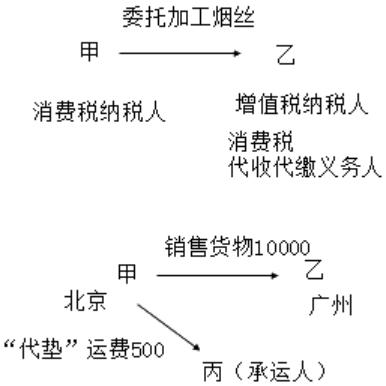 委托加工烟丝
甲
乙
消费税纳税人
增值税纳税人
消费税
代收代缴义务人
销售货物10000
甲
乙
北京
广州
“代垫”运费500
丙（承运人）